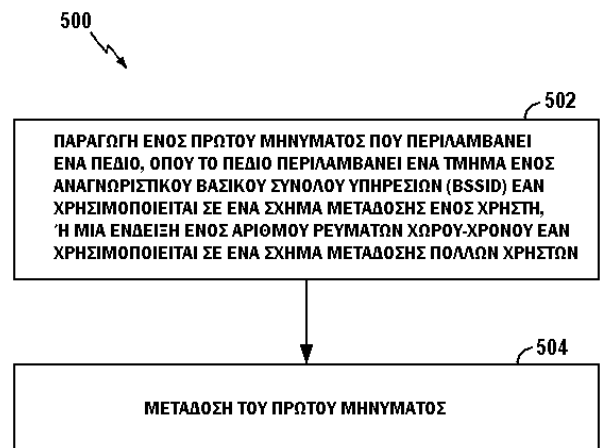 500
502
ΠΑΡΑΓΩΓΗ ΕΝΟΣ ΠΡΩΤΟΥ ΜΗΝΥΜΑΤΟΣ ΠΟΥ ΠΕΡΙΛΑΜΒΑΝΕΙ
ΕΝΑ ΠΕΔΙΟ, ΟΠΟΥ ΤΟ ΠΕΔΙΟ ΠΕΡΙΛΑΜΒΑΝΕΙ ΕΝΑ ΤΜΗΜΑ ΕΝΟΣ
ΑΝΑΓΝΩΡΙΣΤΙΚΟΥ ΒΑΣΙΚΟΥ ΣΥΝΟΛΟΥ ΥΠΗΡΕΣΙΩΝ (BSSID) ΕΑΝ
ΧΡΗΣΙΜΟΠΟΙΕΙΤΑΙ ΣΕ ΕΝΑ ΣΧΗΜΑ ΜΕΤΑΔΟΣΗΣ ΕΝΟΣ ΧΡΗΣΤΗ,
Ή ΜΙΑ ΕΝΔΕΙΞΗ ΕΝΟΣ ΑΡΙΘΜΟΥ ΡΕΥΜΑΤΩΝ ΧΩΡΟΥ-ΧΡΟΝΟΥ ΕΑΝ
ΧΡΗΣΙΜΟΠΟΙΕΙΤΑΙ ΣΕ ΕΝΑ ΣΧΗΜΑ ΜΕΤΑΔΟΣΗΣ ΠΟΛΛΩΝ ΧΡΗΣΤΩΝ
504
ΜΕΤΑΔΟΣΗ ΤΟΥ ΠΡΩΤΟΥ ΜΗΝΥΜΑΤΟΣ